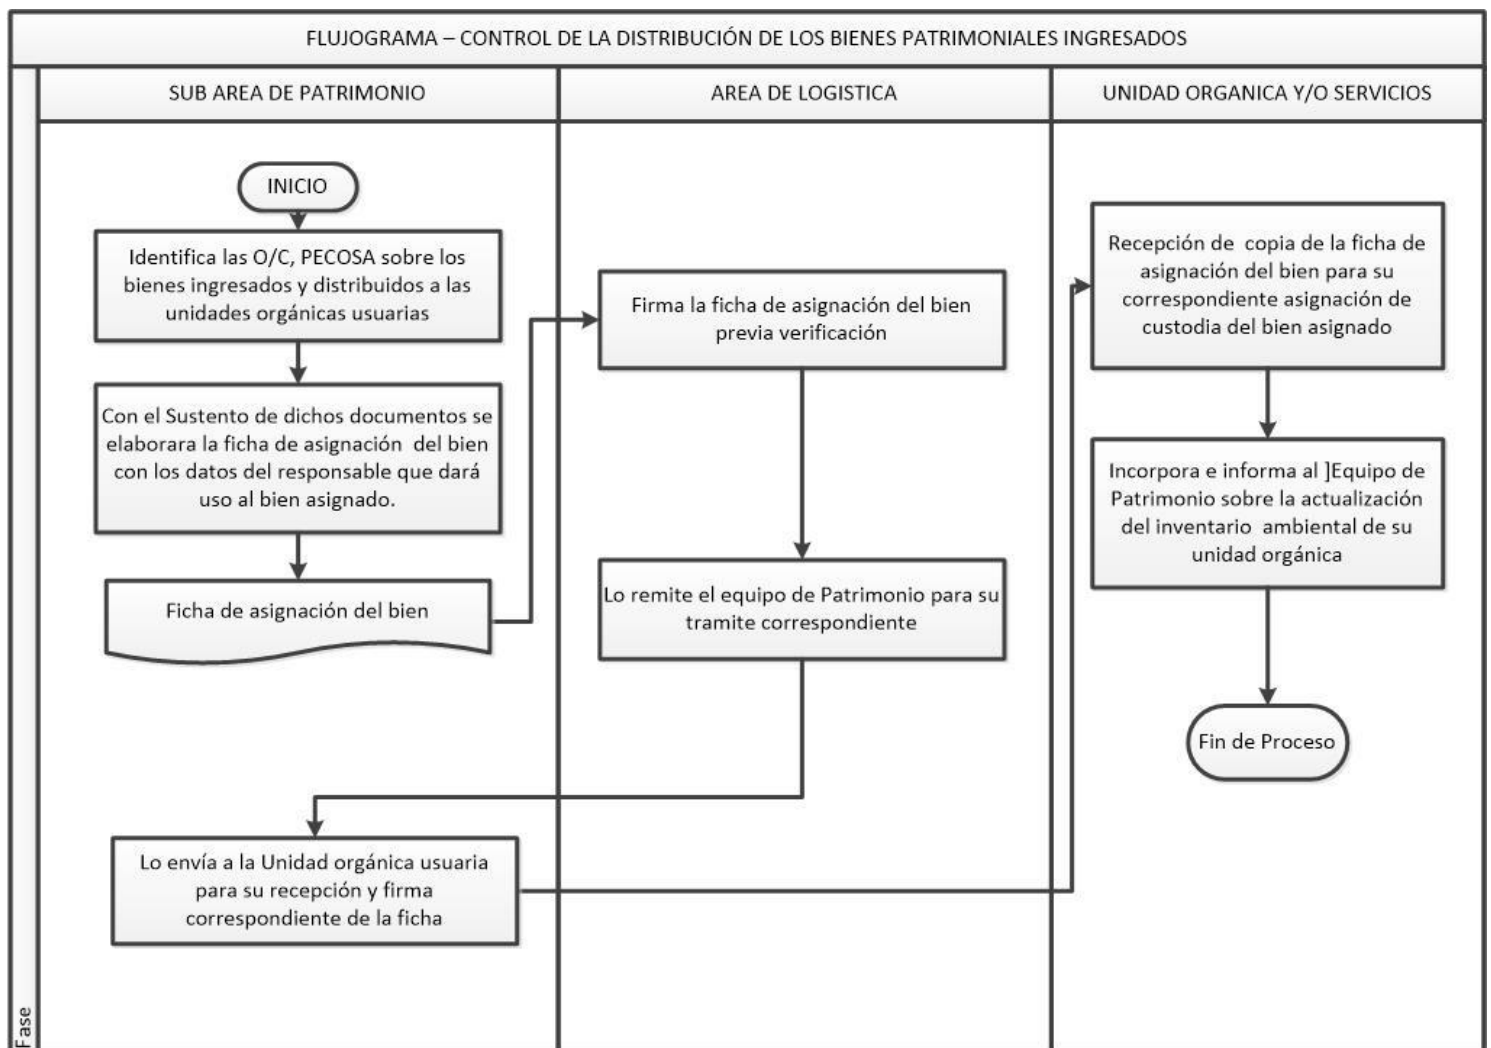 FLUJOGRAMA – CONTROL DE LA DISTRIBUCIÓN DE LOS BIENES PATRIMONIALES INGRESADOS
SUB AREA DE PATRIMONIO
AREA DE LOGISTICA
UNIDAD ORGANICA Y/O SERVICIOS
INICIO
Identifica las O/C, PECOSA sobre los
bienes ingresados y distribuidos a las
unidades orgánicas usuarias
Con el Sustento de dichos documentos se
elaborara la ficha de asignación del bien
con los datos del responsable que dará
uso al bien asignado.
Ficha de asignación del bien
Firma la ficha de asignación del bien
previa verificación
Lo remite el equipo de Patrimonio para su
tramite correspondiente
Lo envía a la Unidad orgánica usuaria
para su recepción y firma
correspondiente de la ficha
Recepción de copia de la ficha de
asignación del bien para su
correspondiente asignación de
custodia del bien asignado
Incorpora e informa al ]Equipo de
Patrimonio sobre la actualización
del inventario ambiental de su
unidad orgánica
Fin de Proceso
Fase